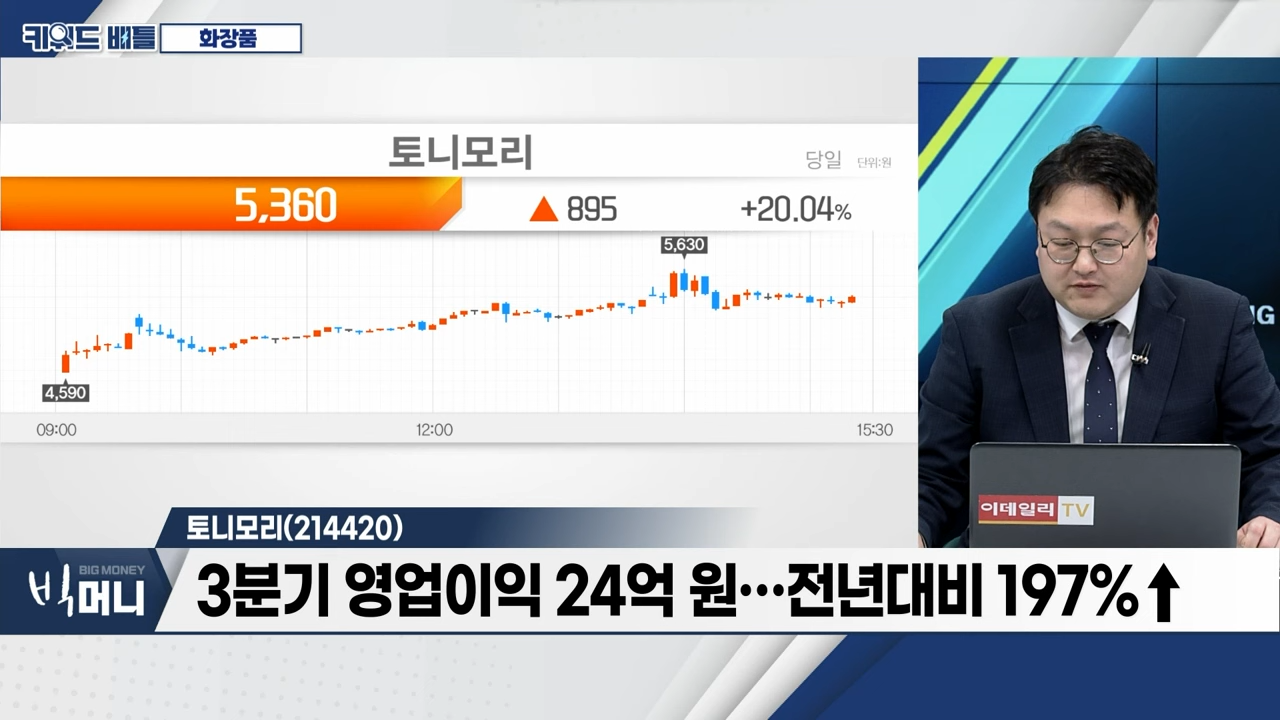 키워드 배틀
화장품
토니모리
당일 단위:원
5,360 ▲ 895 +20.04%
5,630
4,590
09:00 12:00 15:30
NG
이데일리 TV
토니모리(214420)
BIG MONEY
빅머니
3분기 영업이익 24억 원…전년대비 197%↑